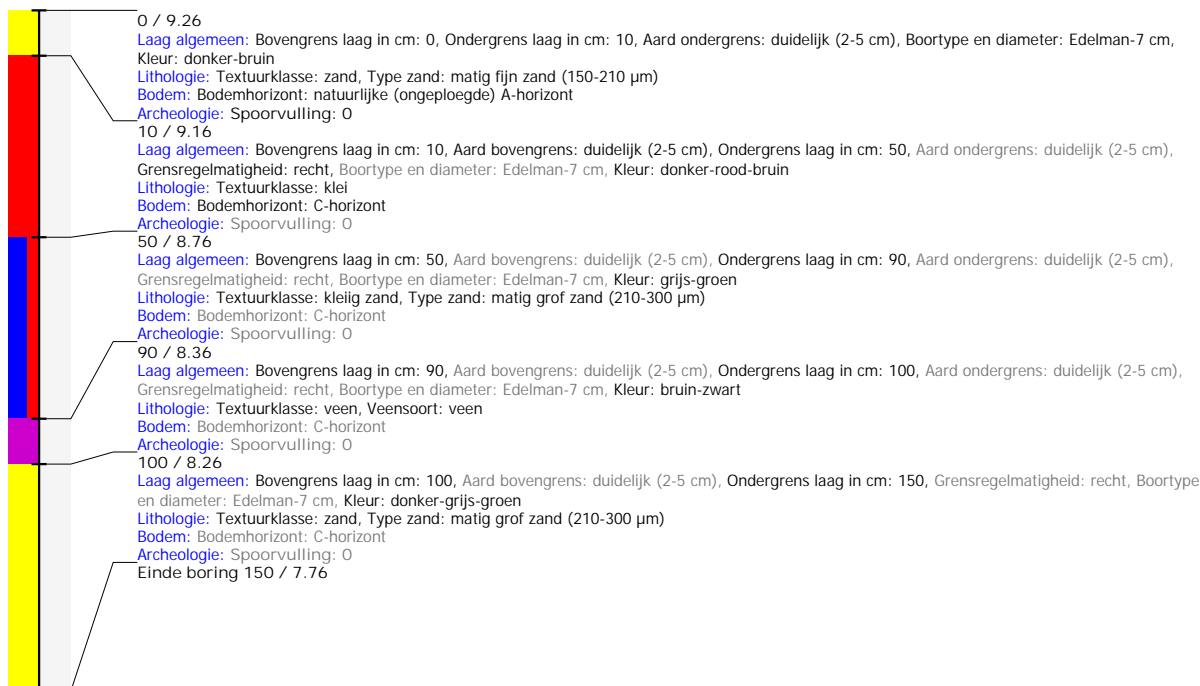 0 / 9.26
Laag algemeen: Bovengrens laag in cm: 0, Ondergrens laag in cm: 10, Aard ondergrens: duidelijk (2-5 cm), Boortype en diameter: Edelman-7 cm,
Kleur: donker-bruin
Lithologie: Textuurklasse: zand, Type zand: matig fijn zand (150-210 µm)
Bodem: Bodemhorizont: natuurlijke (ongeploegde) A-horizont
Archeologie: Spoorvulling: 0
10 / 9.16
Laag algemeen: Bovengrens laag in cm: 10, Aard bovengrens: duidelijk (2-5 cm), Ondergrens laag in cm: 50, Aard ondergrens: duidelijk (2-5 cm),
Grensregelmatigheid: recht, Boortype en diameter: Edelman-7 cm, Kleur: donker-rood-bruin
Lithologie: Textuurklasse: klei
Bodem: Bodemhorizont: C-horizont
Archeologie: Spoorvulling: 0
50 / 8.76
Laag algemeen: Bovengrens laag in cm: 50, Aard bovengrens: duidelijk (2-5 cm), Ondergrens laag in cm: 90, Aard ondergrens: duidelijk (2-5 cm),
Grensregelmatigheid: recht, Boortype en diameter: Edelman-7 cm, Kleur: grijs-groen
Lithologie: Textuurklasse: kleiig zand, Type zand: matig grof zand (210-300 µm)
Bodem: Bodemhorizont: C-horizont
Archeologie: Spoorvulling: 0
90 / 8.36
Laag algemeen: Bovengrens laag in cm: 90, Aard bovengrens: duidelijk (2-5 cm), Ondergrens laag in cm: 100, Aard ondergrens: duidelijk (2-5 cm),
Grensregelmatigheid: recht, Boortype en diameter: Edelman-7 cm, Kleur: bruin-zwart
Lithologie: Textuurklasse: veen, Veensoort: veen
Bodem: Bodemhorizont: C-horizont
Archeologie: Spoorvulling: 0
100 / 8.26
Laag algemeen: Bovengrens laag in cm: 100, Aard bovengrens: duidelijk (2-5 cm), Ondergrens laag in cm: 150, Grensregelmatigheid: recht, Boortype
en diameter: Edelman-7 cm, Kleur: donker-grijs-groen
Lithologie: Textuurklasse: zand, Type zand: matig grof zand (210-300 µm)
Bodem: Bodemhorizont: C-horizont
Archeologie: Spoorvulling: 0
Einde boring 150 / 7.76